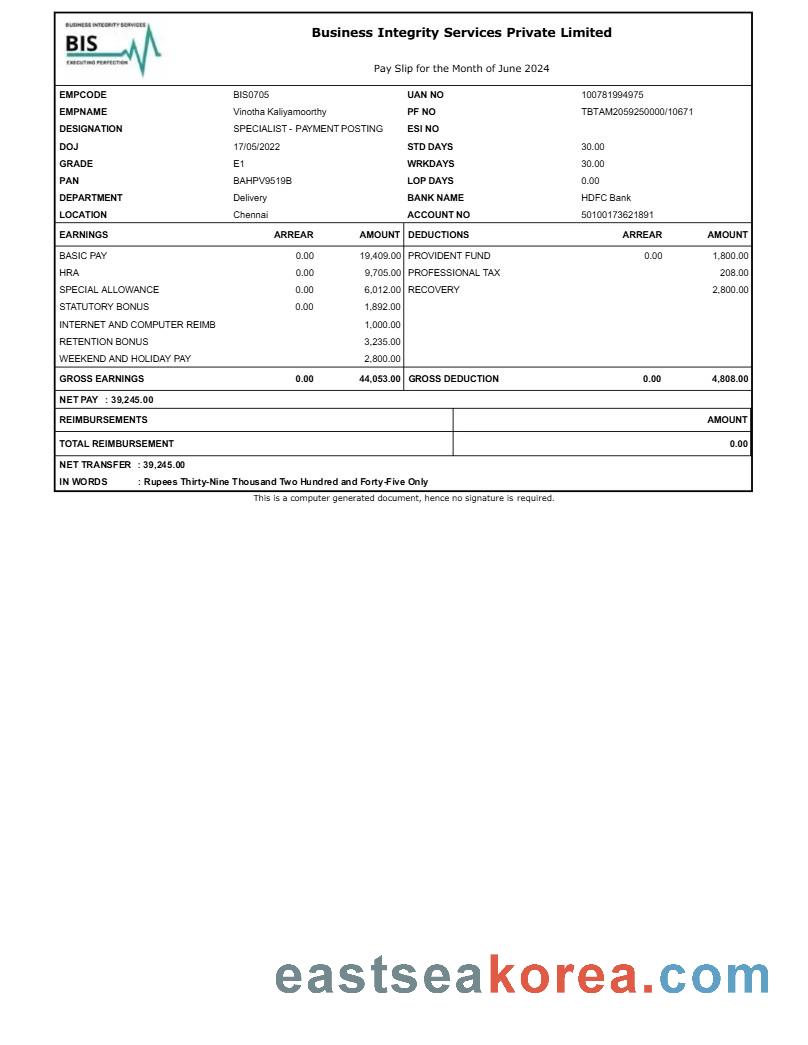 BUSINESS INTEGRITY SERVICES
BIS
EXECUTING PERFECTION
Business Integrity Services Private Limited
Pay Slip for the Month of June 2024
EMPCODE BIS0705 UAN NO 100781994975
EMPNAME Vinotha Kaliyamoorthy PF NO TBTAM2059250000/10671
DESIGNATION SPECIALIST - PAYMENT POSTING ESI NO
DOJ 17/05/2022 STD DAYS 30.00
GRADE E1 WRKDAYS 30.00
PAN BAHPV9519B LOP DAYS 0.00
DEPARTMENT Delivery BANK NAME HDFC Bank
LOCATION Chennai ACCOUNT NO 50100173621891
EARNINGS ARREAR AMOUNT DEDUCTIONS ARREAR AMOUNT
BASIC PAY 0.00 19,409.00 PROVIDENT FUND 0.00 1,800.00
HRA 0.00 9,705.00 PROFESSIONAL TAX 208.00
SPECIAL ALLOWANCE 0.00 6,012.00 RECOVERY 2,800.00
STATUTORY BONUS 0.00 1,892.00
INTERNET AND COMPUTER REIMB 1,000.00
RETENTION BONUS 3,235.00
WEEKEND AND HOLIDAY PAY 2,800.00
GROSS EARNINGS 0.00 44,053.00 GROSS DEDUCTION 0.00 4,808.00
NET PAY : 39,245.00
REIMBURSEMENTS AMOUNT
TOTAL REIMBURSEMENT 0.00
NET TRANSFER : 39,245.00
IN WORDS : Rupees Thirty-Nine Thousand Two Hundred and Forty-Five Only
This is a computer generated document, hence no signature is required.
eastseakorea.com